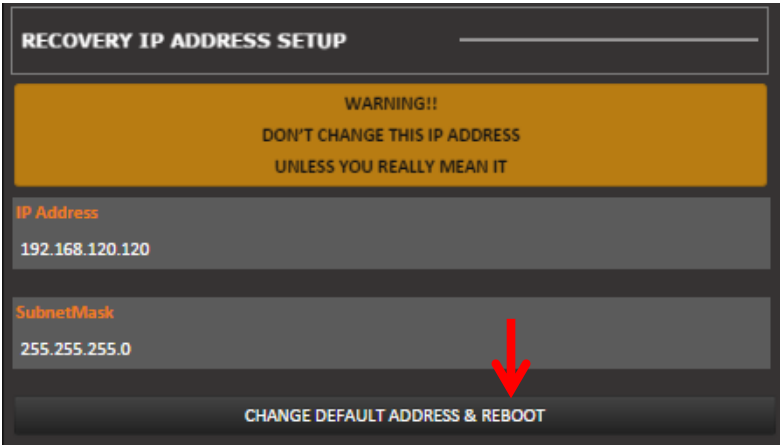 RECOVERY IP ADDRESS SETUP
WARNING!!
DON'T CHANGE THIS IP ADDRESS
UNLESS YOU REALLY MEAN IT
IP Address
192.168.120.120
SubnetMask
255.255.255.0
CHANGE DEFAULT ADDRESS & REBOOT